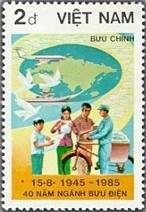 2đ VIỆT NAM
BƯU CHÍNH
15-8-1945-1985
40 NĂM NGÀNH BƯU ĐIỆN